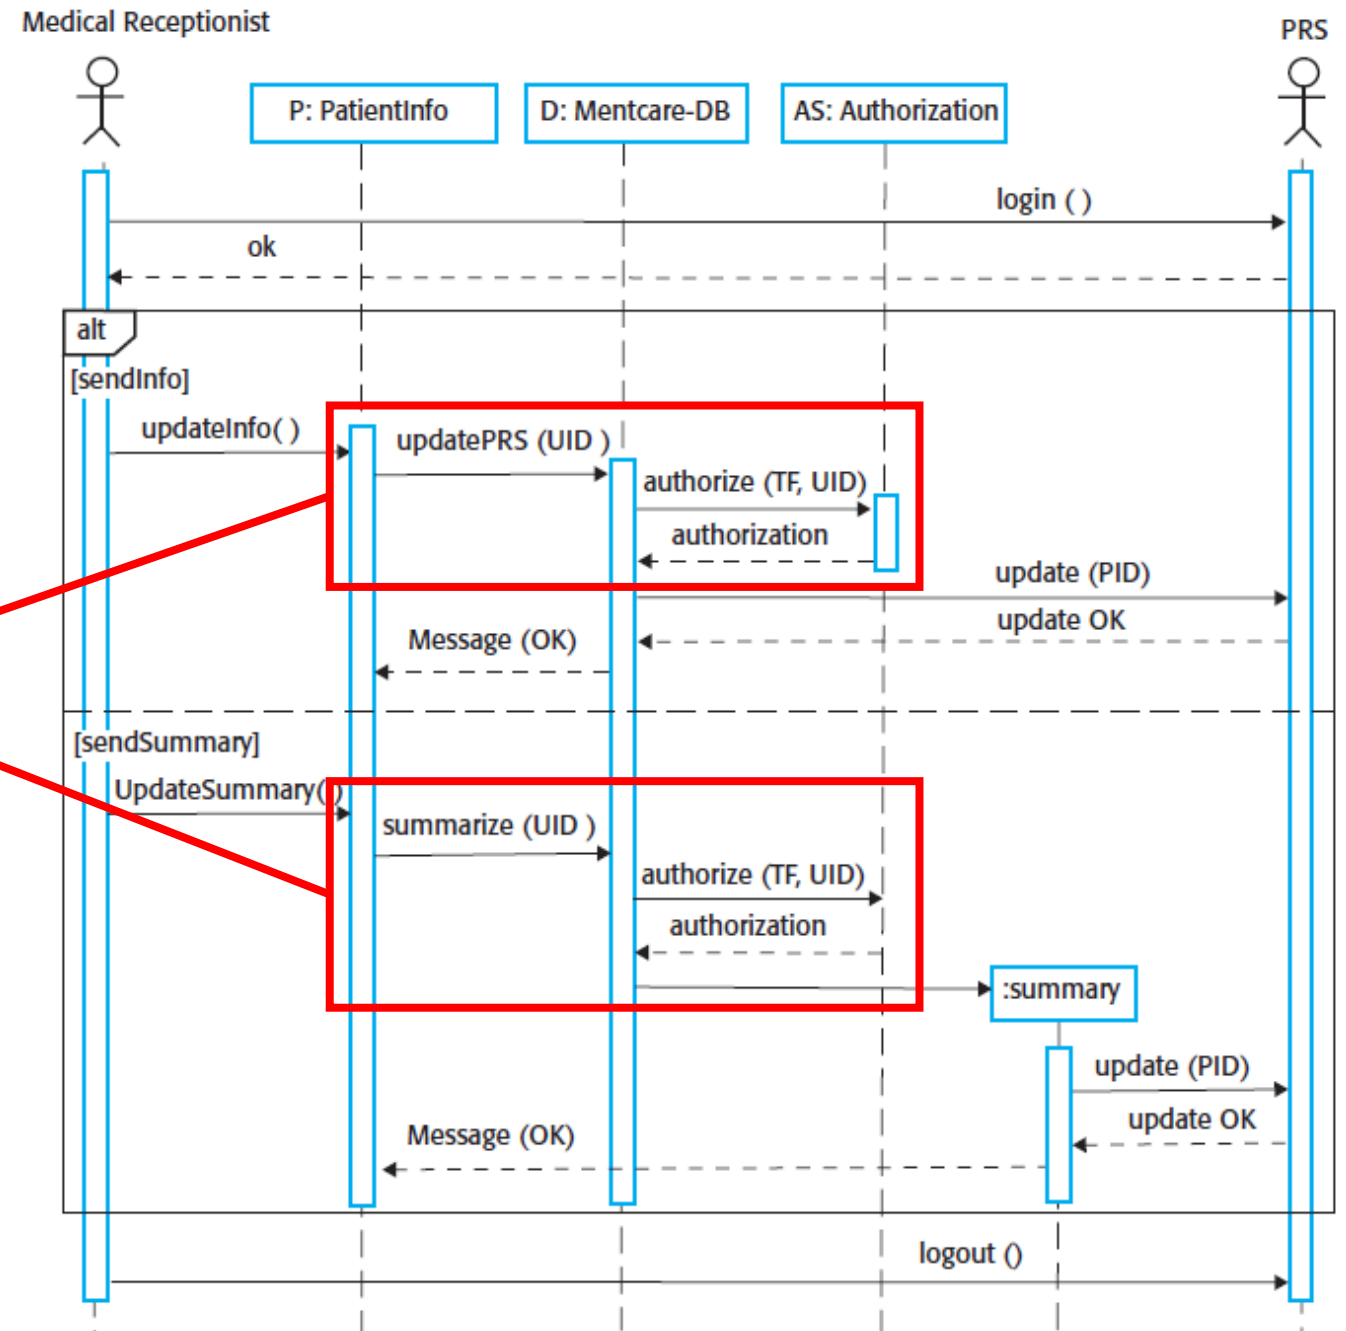 Medical Receptionist
PRS
P: PatientInfo
D: Mentcare-DB
AS: Authorization
login ( )
ok
alt
[sendInfo]
updateInfo( )
updatePRS (UID )
authorize (TF, UID)
authorization
update (PID)
update OK
Message (OK)
[sendSummary]
UpdateSummary( )
summarize (UID )
authorize (TF, UID)
authorization
:summary
update (PID)
update OK
Message (OK)
logout ()